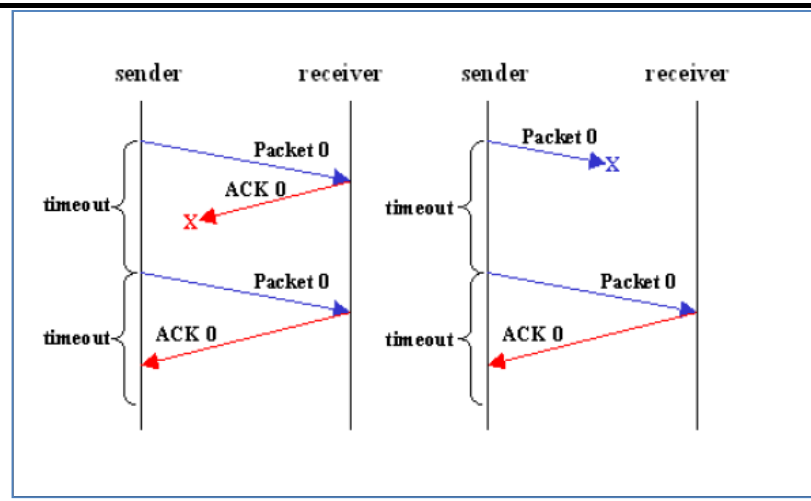 sender receiver sender receiver
Packet 0
Packet 0
ACK 0
X
X
timeout
timeout
Packet 0
Packet 0
ACK 0
ACK 0
timeout
timeout